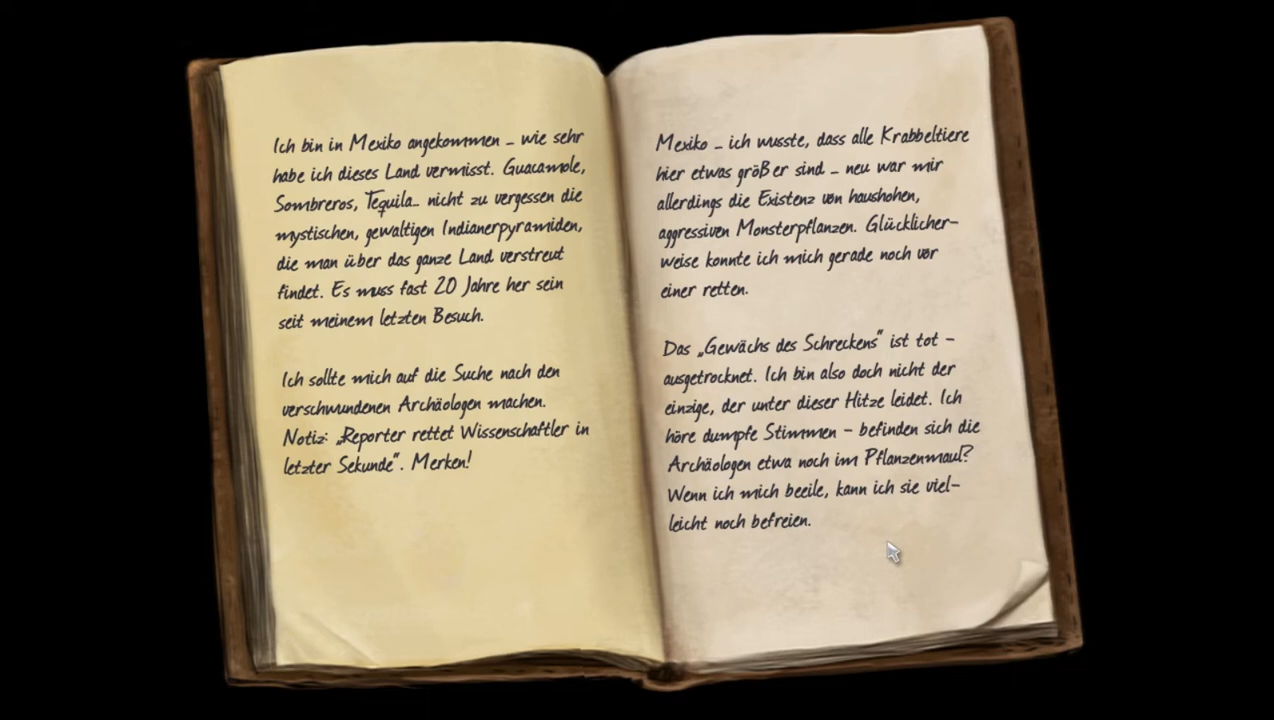 Ich bin in Mexiko angekommen _ wie sehr
habe ich dieses Land vermisst. Guacamole,
Sombreros, Tequila_ nicht zu vergessen die
mystischen, gewaltigen Indianerpyramiden,
die man über das ganze Land verstreut
findet. Es muss fast 20 Jahre her sein
seit meinem letzten Besuch.
Ich sollte mich auf die Suche nach den
verschwundenen Archäologen machen.
Notiz: „Reporter rettet Wissenschaftler in
letzter Sekunde“. Merken!
Mexiko _ ich wusste, dass alle Krabbeltiere
hier etwas größer sind _ neu war mir
allerdings die Existenz von haushohen,
aggressiven Monsterpflanzen. Glücklicher-
weise konnte ich mich gerade noch vor
einer retten.
Das „Gewächs des Schreckens“ ist tot –
ausgetrocknet. Ich bin also doch nicht der
einzige, der unter dieser Hitze leidet. Ich
höre dumpfe Stimmen – befinden sich die
Archäologen etwa noch im Pflanzenmaul?
Wenn ich mich beeile, kann ich sie viel-
leicht noch befreien.